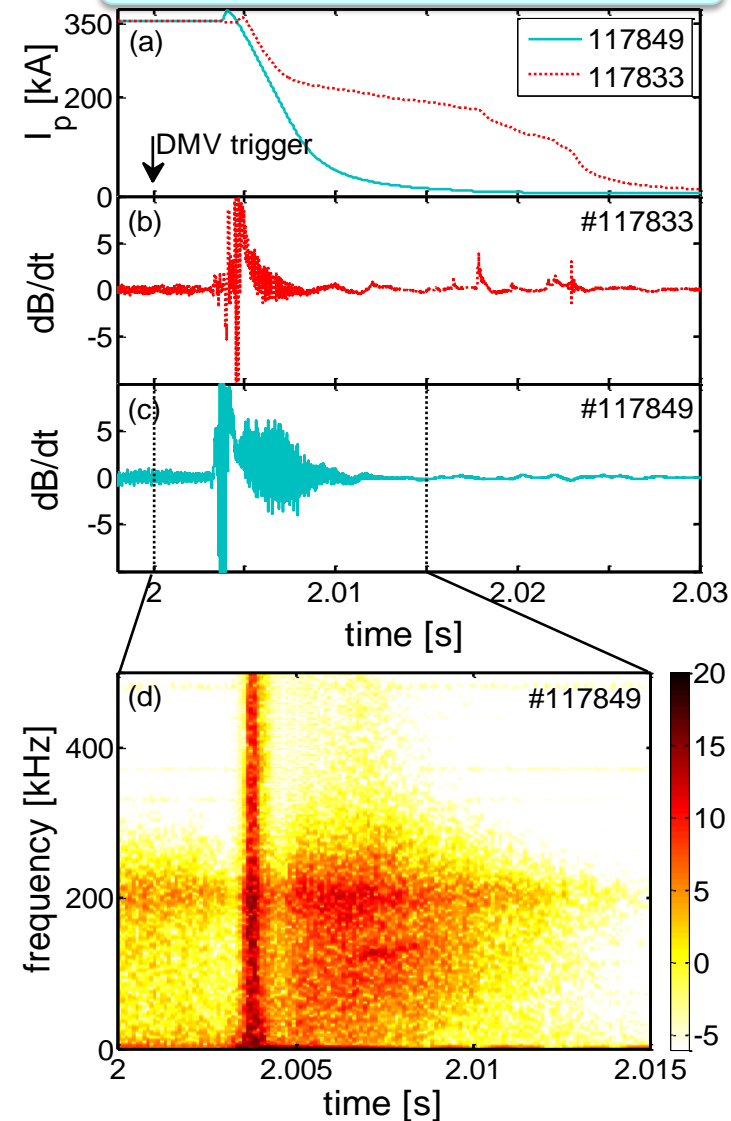 350
200
0
I_p [kA]
(a)
117849
117833
DMV trigger
(b)
#117833
5
0
-5
dB/dt
(c)
#117849
5
0
-5
dB/dt
2
2.01
2.02
2.03
time [s]
(d)
#117849
400
200
0
frequency [kHz]
2
2.005
2.01
2.015
time [s]
20
15
10
5
0
-5